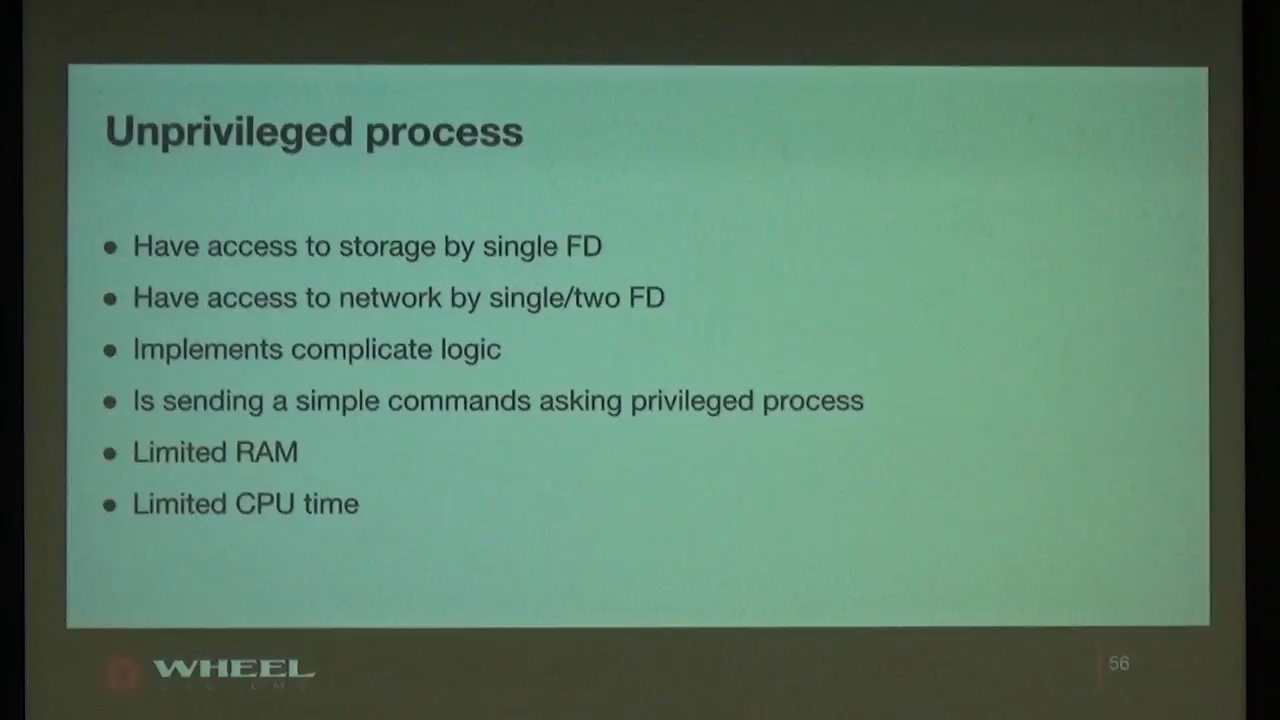 Unprivileged process
● Have access to storage by single FD
● Have access to network by single/two FD
● Implements complicate logic
● Is sending a simple commands asking privileged process
● Limited RAM
● Limited CPU time
WHEEL
56